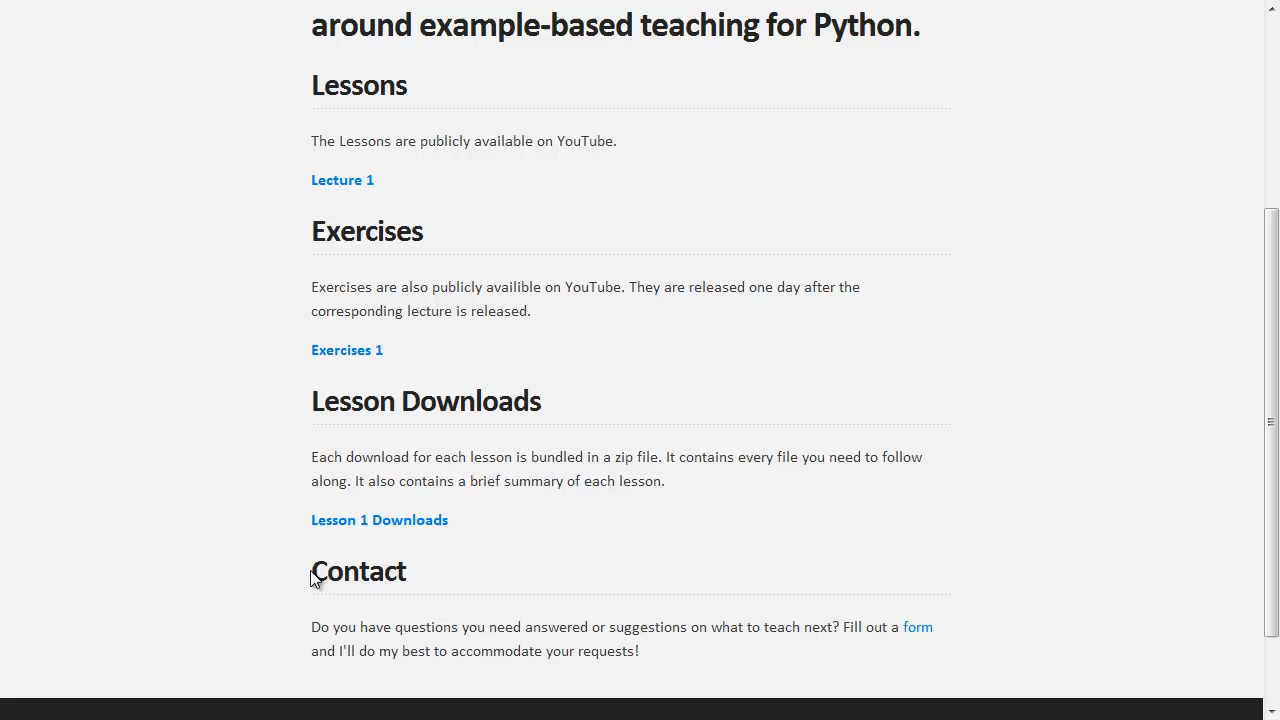 around example-based teaching for Python.
Lessons
The Lessons are publicly available on YouTube.
Lecture 1
Exercises
Exercises are also publicly availible on YouTube. They are released one day after the
corresponding lecture is released.
Exercises 1
Lesson Downloads
Each download for each lesson is bundled in a zip file. It contains every file you need to follow
along. It also contains a brief summary of each lesson.
Lesson 1 Downloads
Contact
Do you have questions you need answered or suggestions on what to teach next? Fill out a form
and I'll do my best to accommodate your requests!